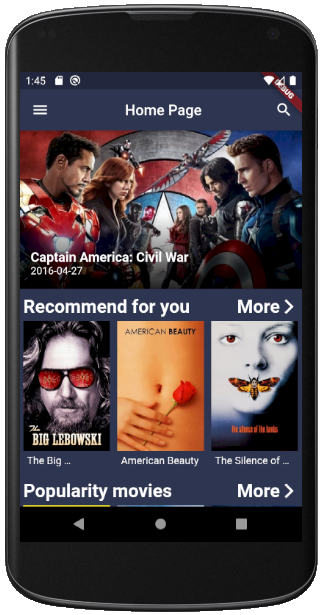 1:45
DEBUG
Home Page
Captain America: Civil War
2016-04-27
Recommend for you
More
The
BIG LEBOWSKI
AMERICAN BEAUTY
the silence of the lambs
The Big ...
American Beauty
The Silence of ...
Popularity movies
More